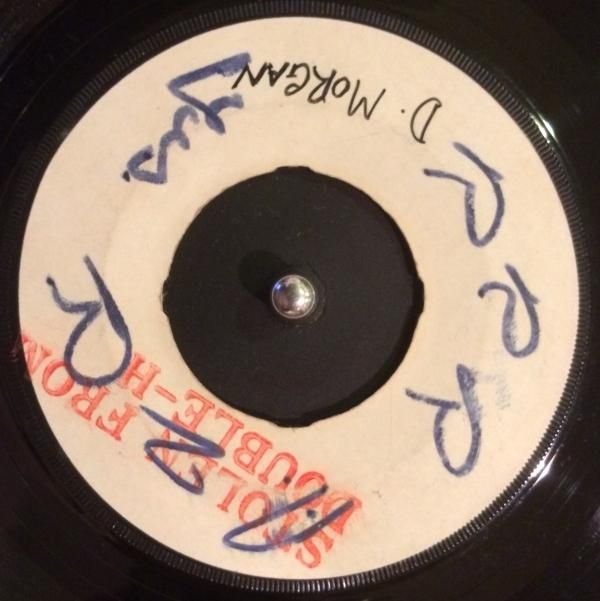 D. MORGAN
Yes
R R R
R
STOLEN FROM
DOUBLE-H